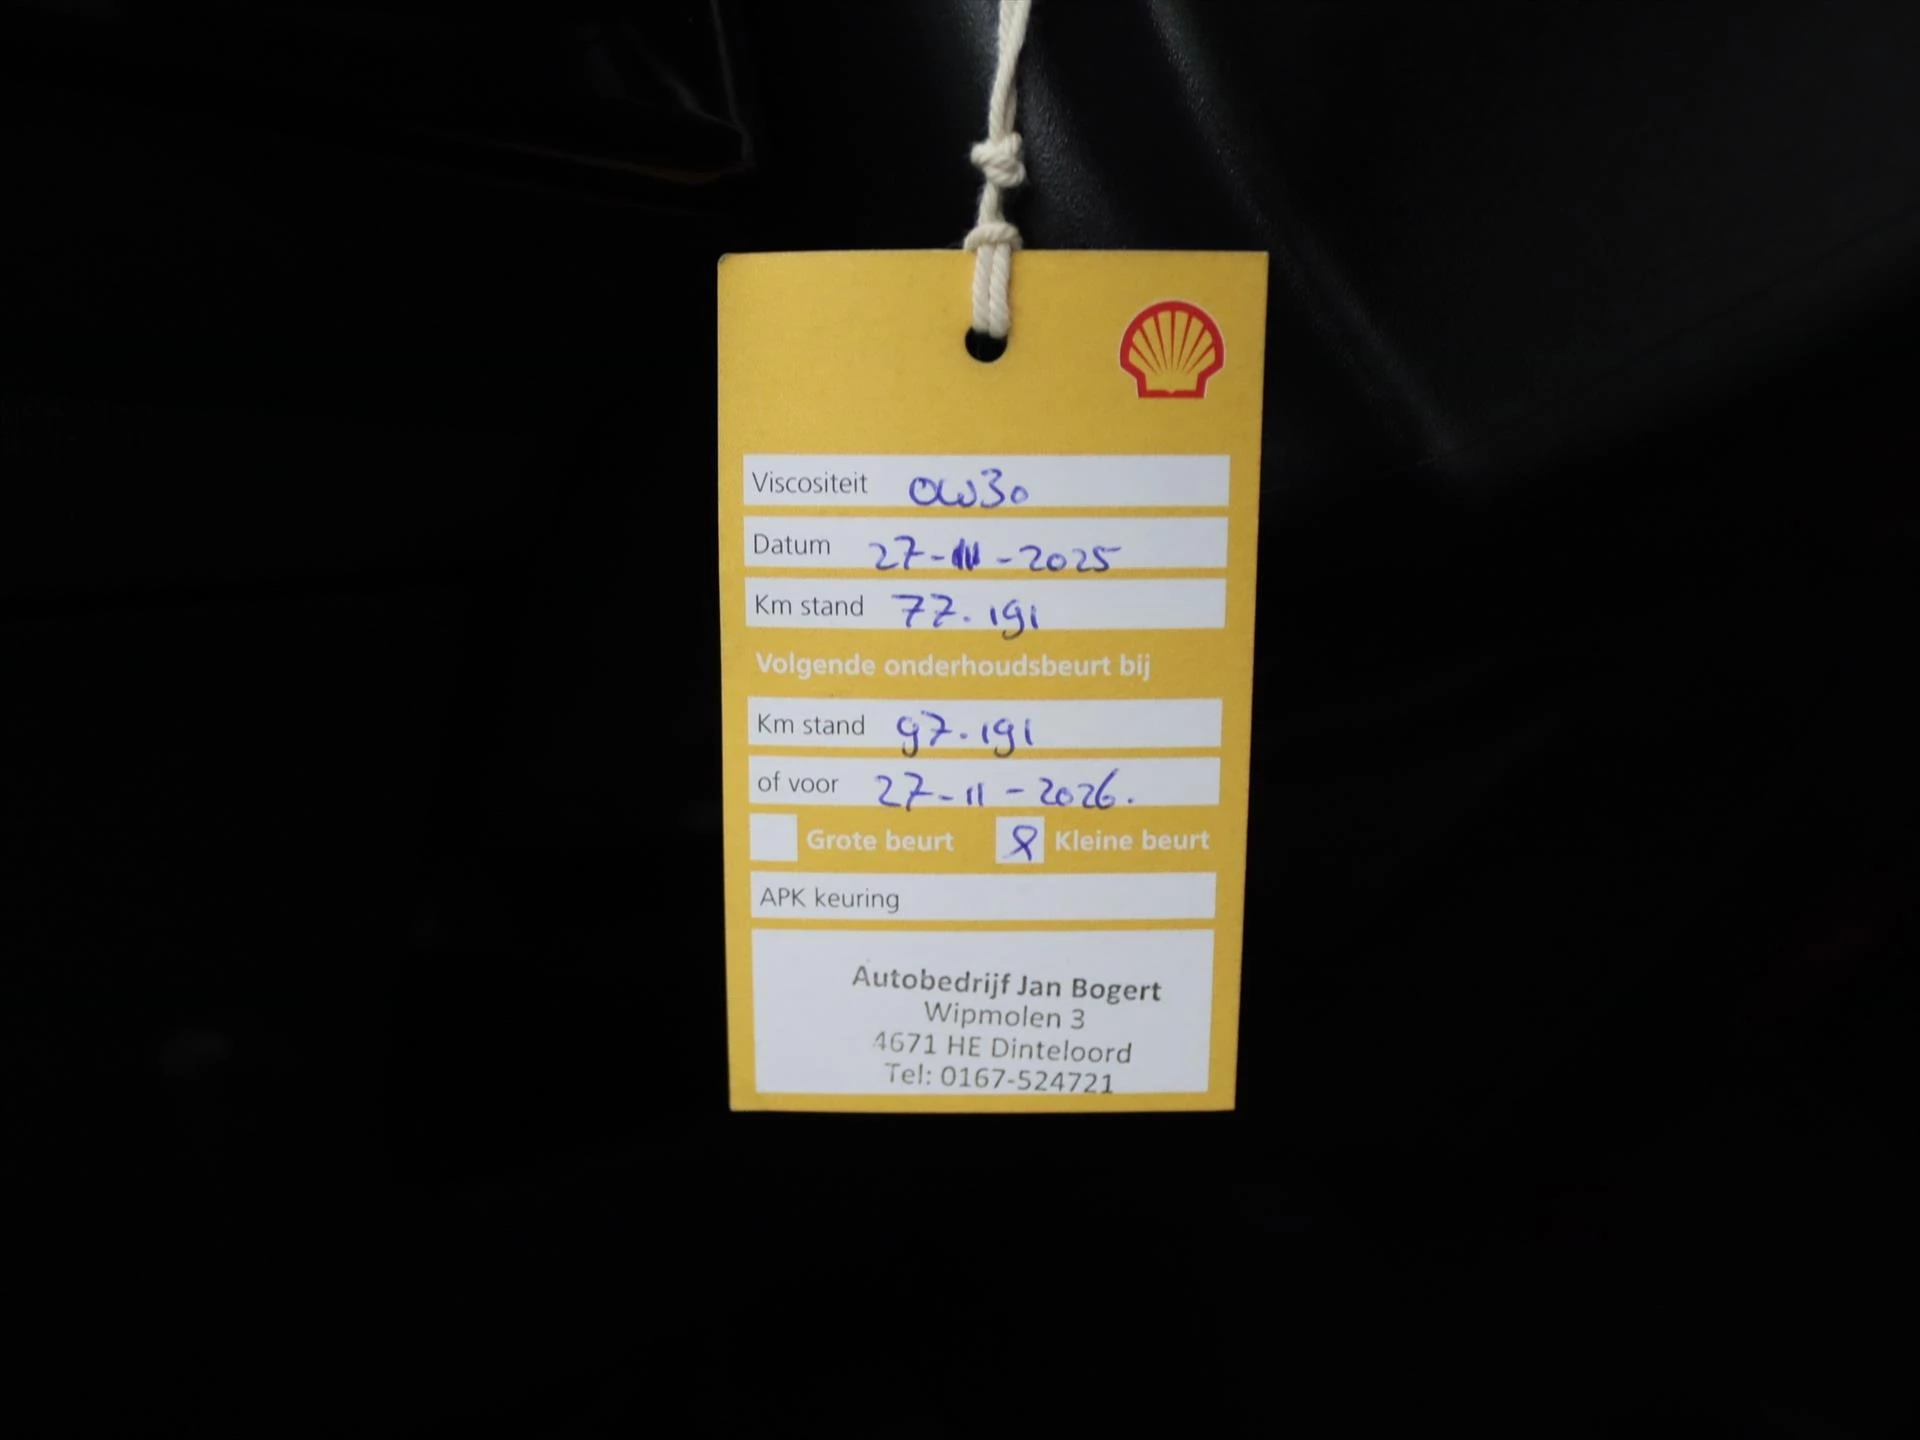 Viscositeit 0W30
Datum 27-11-2025
Km stand 77.191
Volgende onderhoudsbeurt bij
Km stand 97.191
of voor 27-11-2026.
Grote beurt X Kleine beurt
APK keuring
Autobedrijf Jan Bogert
Wipmolen 3
4671 HE Dinteloord
Tel: 0167-524721